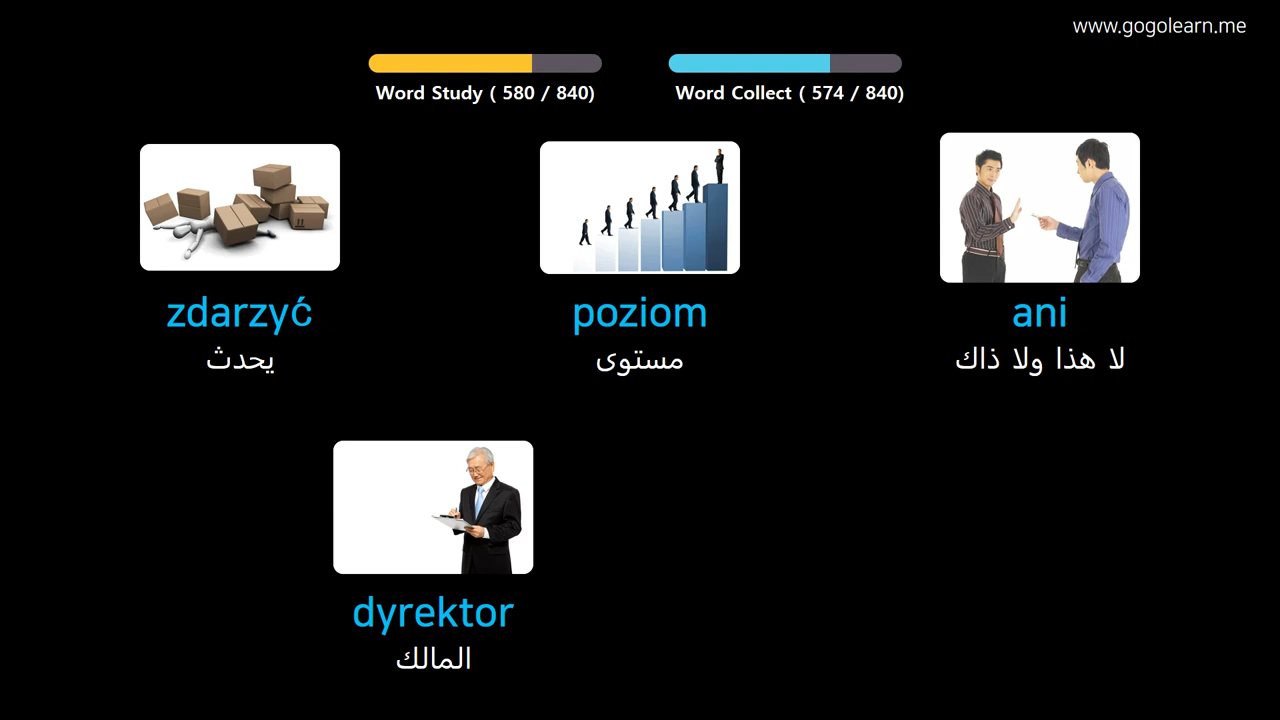 www.gogolearn.me
Word Study ( 580 / 840)
Word Collect ( 574 / 840)
zdarzyć
يحدث
poziom
مستوى
ani
لا هذا ولا ذاك
dyrektor
المالك